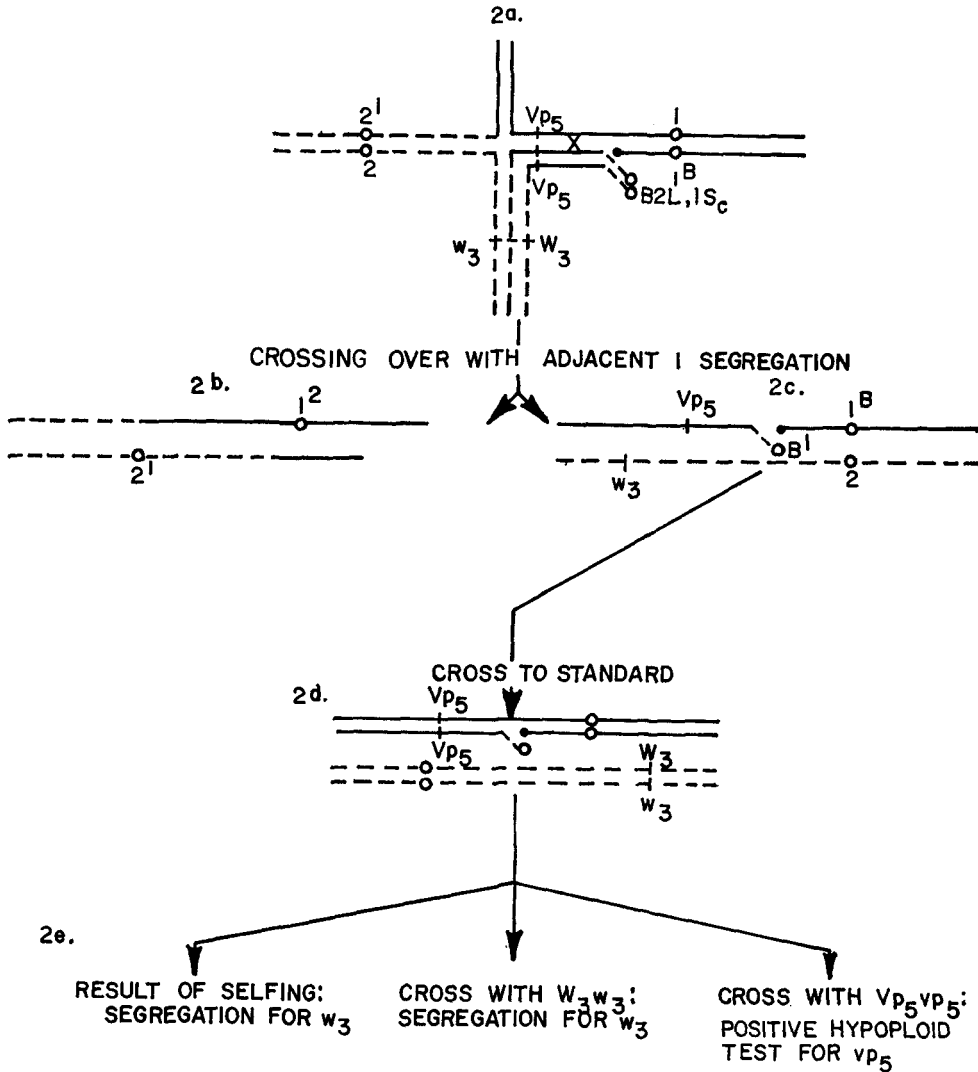 2a.
2¹ Vp₅ 1
2 1ᴮ
Vp₅ B2L, 1Sc
w₃ W₃
CROSSING OVER WITH ADJACENT 1 SEGREGATION
2b. 2c.
1² Vp₅ 1ᴮ
2¹ B¹
w₃ 2
CROSS TO STANDARD
2d.
Vp₅
Vp₅ W₃
w₃
2e.
RESULT OF SELFING: CROSS WITH W₃w₃: CROSS WITH Vp₅vp₅:
SEGREGATION FOR w₃ SEGREGATION FOR w₃ POSITIVE HYPOPLOID
TEST FOR vp₅